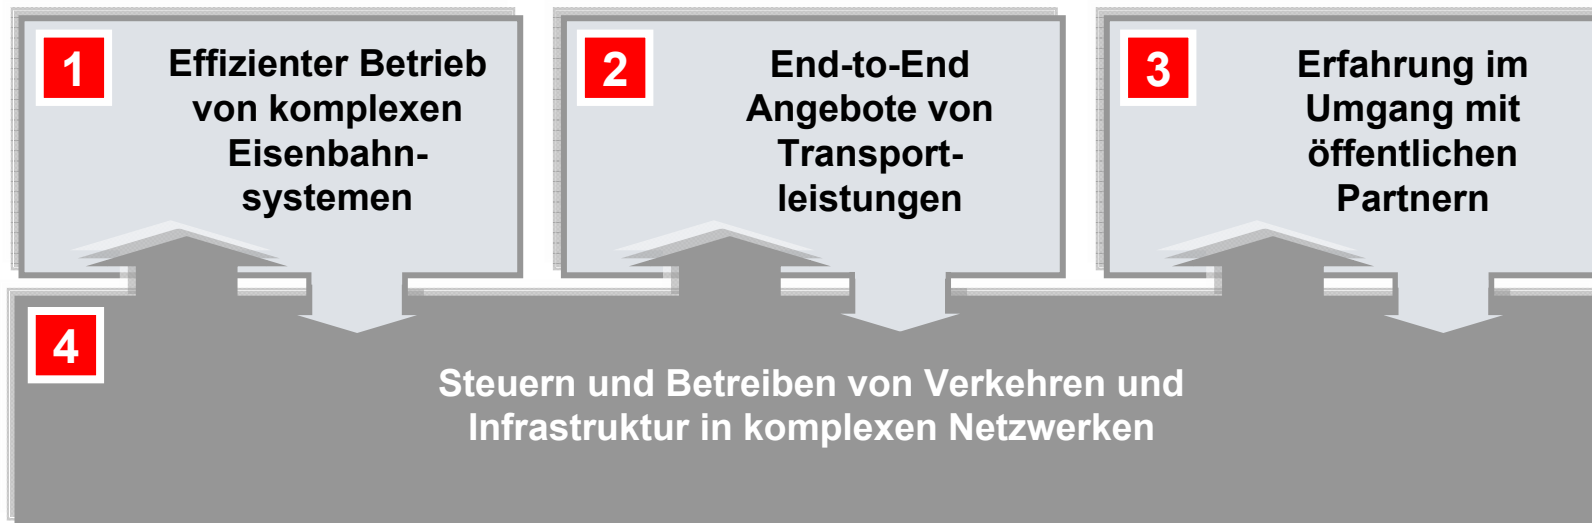 1
Effizienter Betrieb
von komplexen
Eisenbahn-
systemen
2
End-to-End
Angebote von
Transport-
leistungen
3
Erfahrung im
Umgang mit
öffentlichen
Partnern
4
Steuern und Betreiben von Verkehren und
Infrastruktur in komplexen Netzwerken